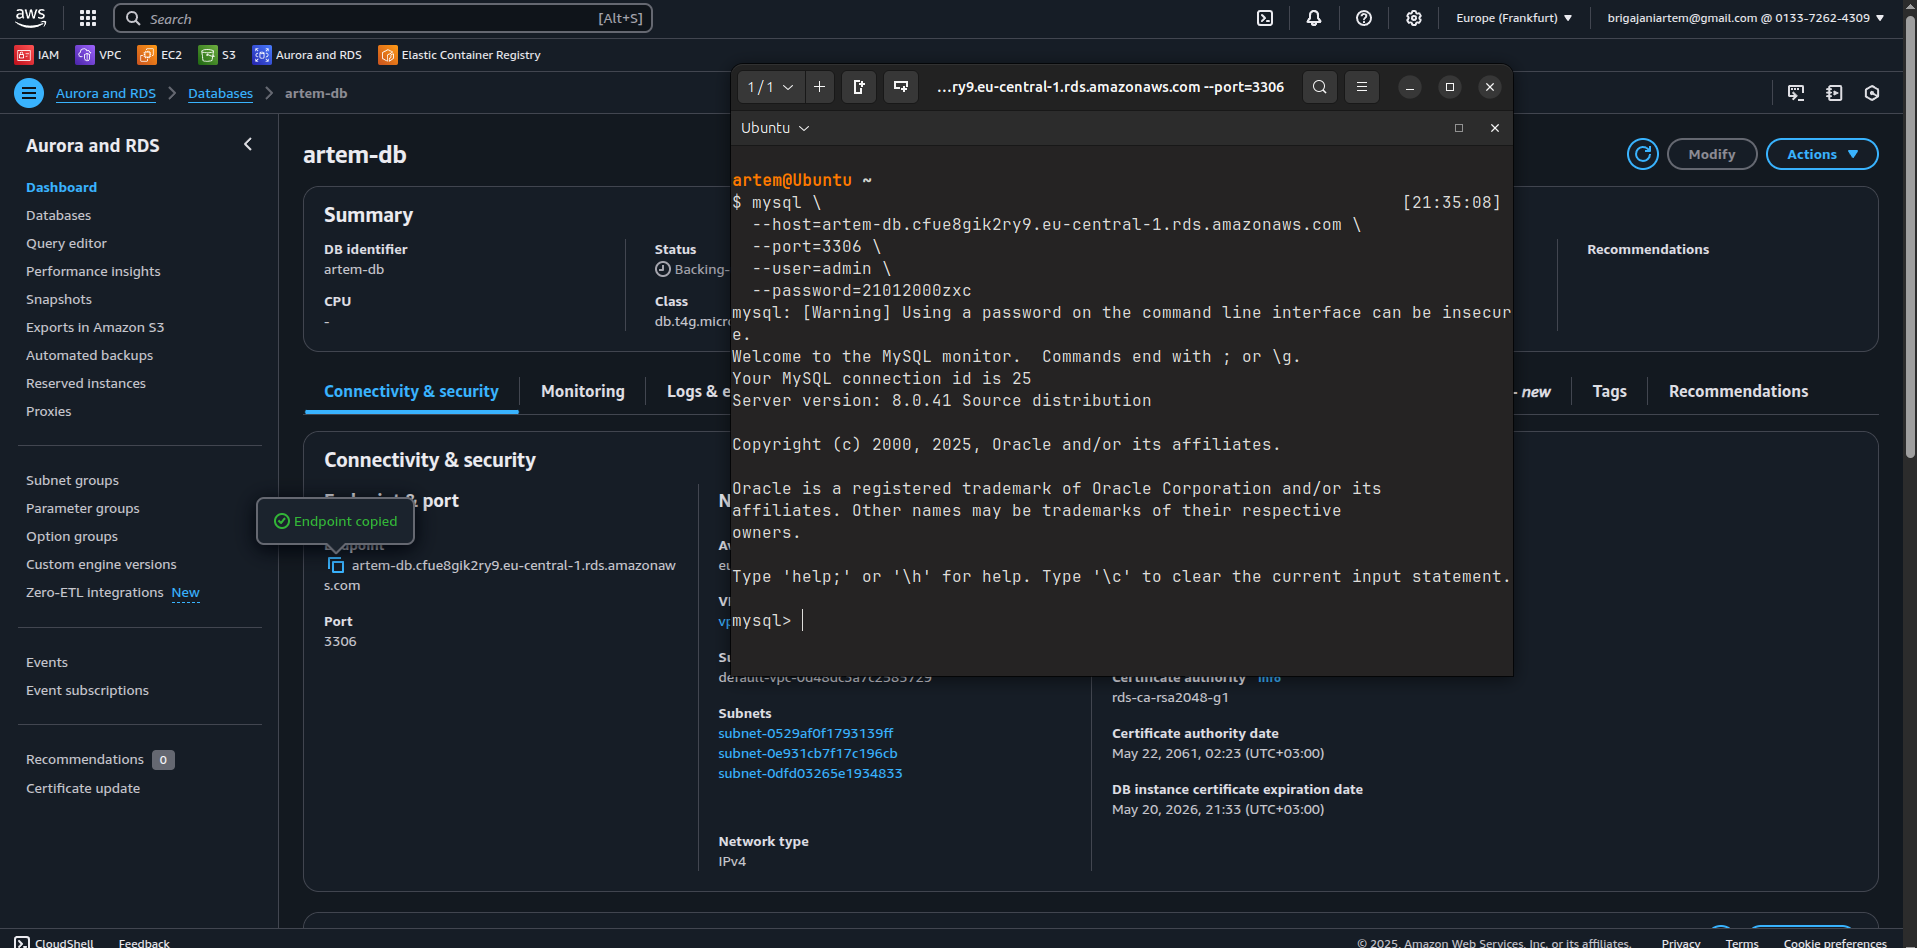 aws
Search [Alt+S]
Europe (Frankfurt)
brigajaniartem@gmail.com @ 0133-7262-4309
IAM
VPC
EC2
S3
Aurora and RDS
Elastic Container Registry
Aurora and RDS
Databases
artem-db
Aurora and RDS
Dashboard
Databases
Query editor
Performance insights
Snapshots
Exports in Amazon S3
Automated backups
Reserved instances
Proxies
Subnet groups
Parameter groups
Option groups
Custom engine versions
Zero-ETL integrations New
Events
Event subscriptions
Recommendations 0
Certificate update
artem-db
Modify
Actions
Summary
DB identifier
artem-db
CPU
-
Status
Backing-
Class
db.t4g.micr
Recommendations
Connectivity & security
Monitoring
Logs & e
- new
Tags
Recommendations
Connectivity & security
& port
Endpoint copied
Endpoint
artem-db.cfue8gik2ry9.eu-central-1.rds.amazonaw
s.com
Port
3306
N
eu
vp
default-vpc-0d48dc5a7c2585729
Subnets
subnet-0529af0f1793139ff
subnet-0e931cb7f17c196cb
subnet-0dfd03265e1934833
Network type
IPv4
Certificate authority Info
rds-ca-rsa2048-g1
Certificate authority date
May 22, 2061, 02:23 (UTC+03:00)
DB instance certificate expiration date
May 20, 2026, 21:33 (UTC+03:00)
1 / 1
...ry9.eu-central-1.rds.amazonaws.com --port=3306
Ubuntu
artem@Ubuntu ~
$ mysql \ [21:35:08]
--host=artem-db.cfue8gik2ry9.eu-central-1.rds.amazonaws.com \
--port=3306 \
--user=admin \
--password=21012000zxc
mysql: [Warning] Using a password on the command line interface can be insecur
e.
Welcome to the MySQL monitor.  Commands end with ; or \g.
Your MySQL connection id is 25
Server version: 8.0.41 Source distribution
Copyright (c) 2000, 2025, Oracle and/or its affiliates.
Oracle is a registered trademark of Oracle Corporation and/or its
affiliates. Other names may be trademarks of their respective
owners.
Type 'help;' or '\h' for help. Type '\c' to clear the current input statement.
mysql>
CloudShell
Feedback
© 2025, Amazon Web Services, Inc. or its affiliates.
Privacy
Terms
Cookie preferences